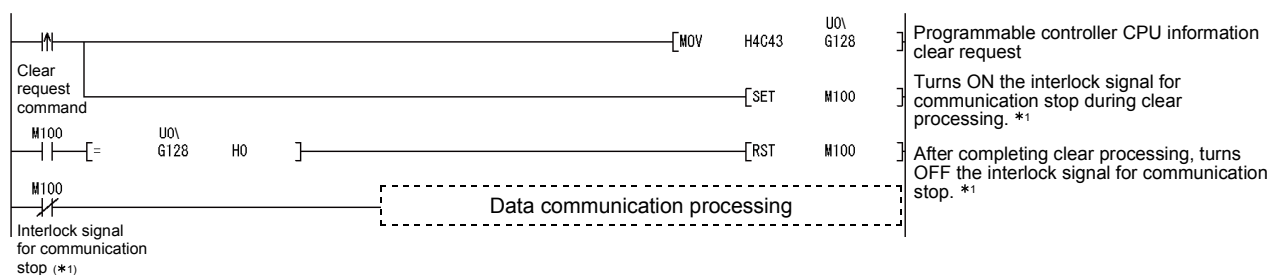 U0\
[MOV H4C43 G128 ]
Programmable controller CPU information
clear request
Clear
request
command
[SET M100 ]
Turns ON the interlock signal for
communication stop during clear
processing. *1
M100 U0\
[= G128 H0 ]
[RST M100 ]
After completing clear processing, turns
OFF the interlock signal for communication
stop. *1
M100
Data communication processing
Interlock signal
for communication
stop (*1)